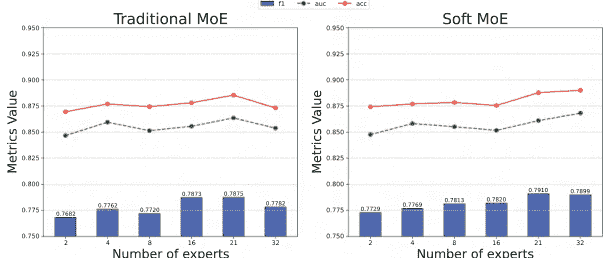 f1 auc acc
Traditional MoE
Metrics Value
0.950
0.925
0.900
0.875
0.850
0.825
0.800
0.775
0.750
0.7682 0.7762 0.7720 0.7873 0.7875 0.7782
2 4 8 16 21 32
Number of experts
Soft MoE
Metrics Value
0.950
0.925
0.900
0.875
0.850
0.825
0.800
0.775
0.750
0.7729 0.7769 0.7813 0.7820 0.7910 0.7899
2 4 8 16 21 32
Number of experts